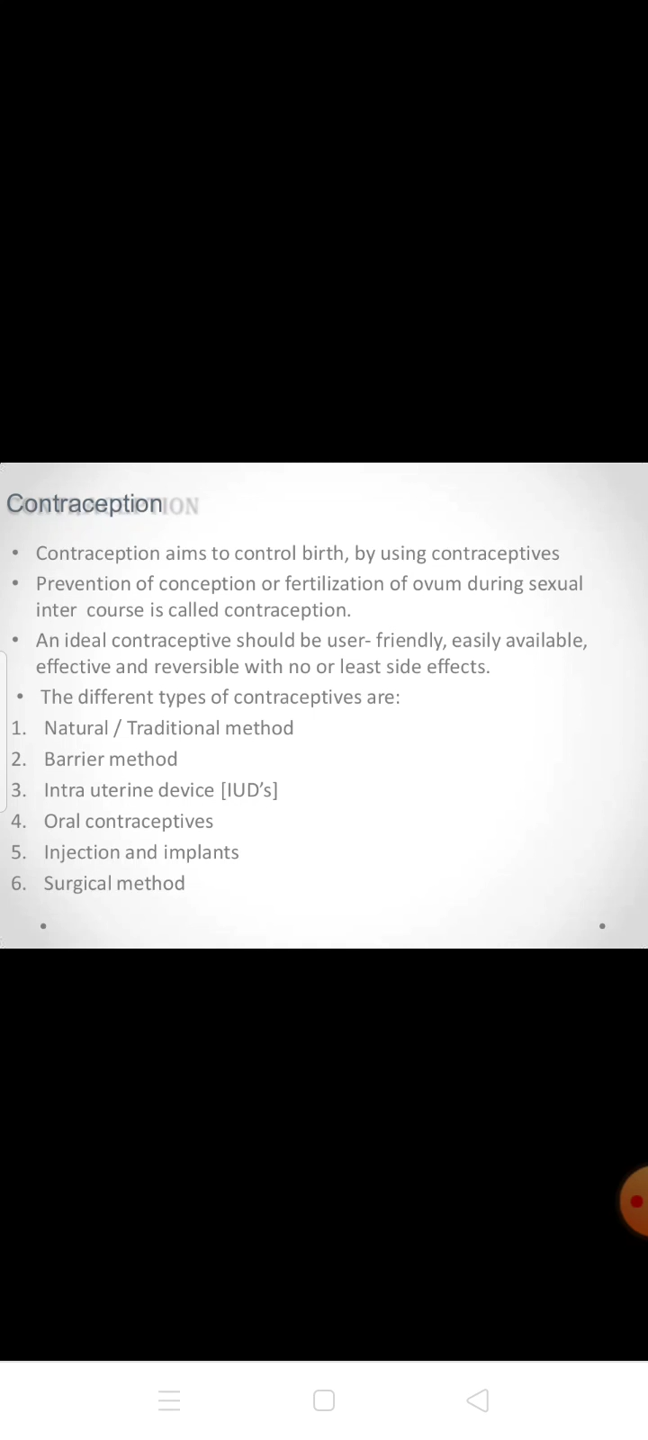 Contraception
• Contraception aims to control birth, by using contraceptives
• Prevention of conception or fertilization of ovum during sexual
inter course is called contraception.
• An ideal contraceptive should be user- friendly, easily available,
effective and reversible with no or least side effects.
• The different types of contraceptives are:
1. Natural / Traditional method
2. Barrier method
3. Intra uterine device [IUD’s]
4. Oral contraceptives
5. Injection and implants
6. Surgical method